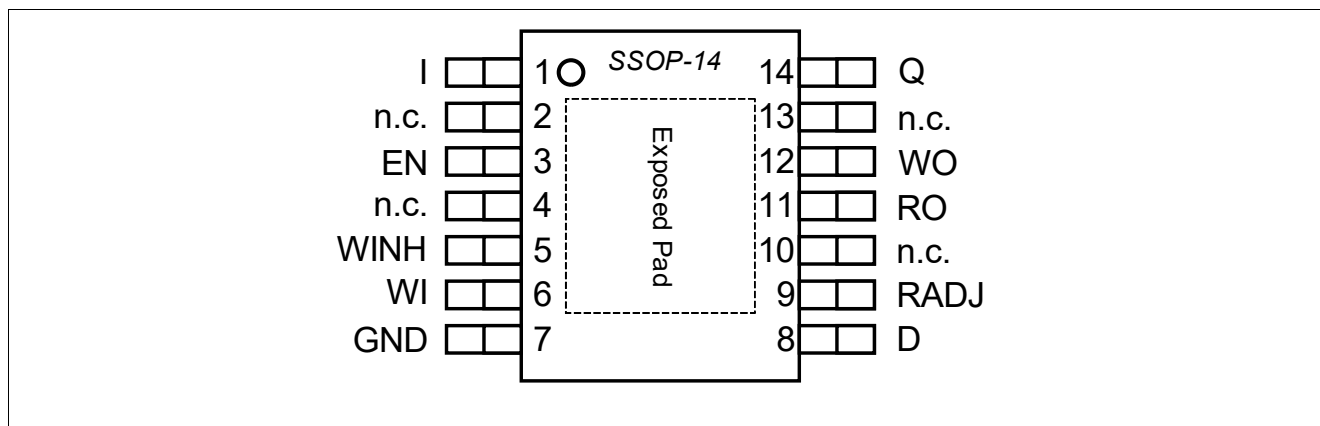 SSOP-14
I 1 14 Q
n.c. 2 13 n.c.
EN 3 12 WO
n.c. 4 11 RO
WINH 5 10 n.c.
WI 6 9 RADJ
GND 7 8 D
Exposed Pad